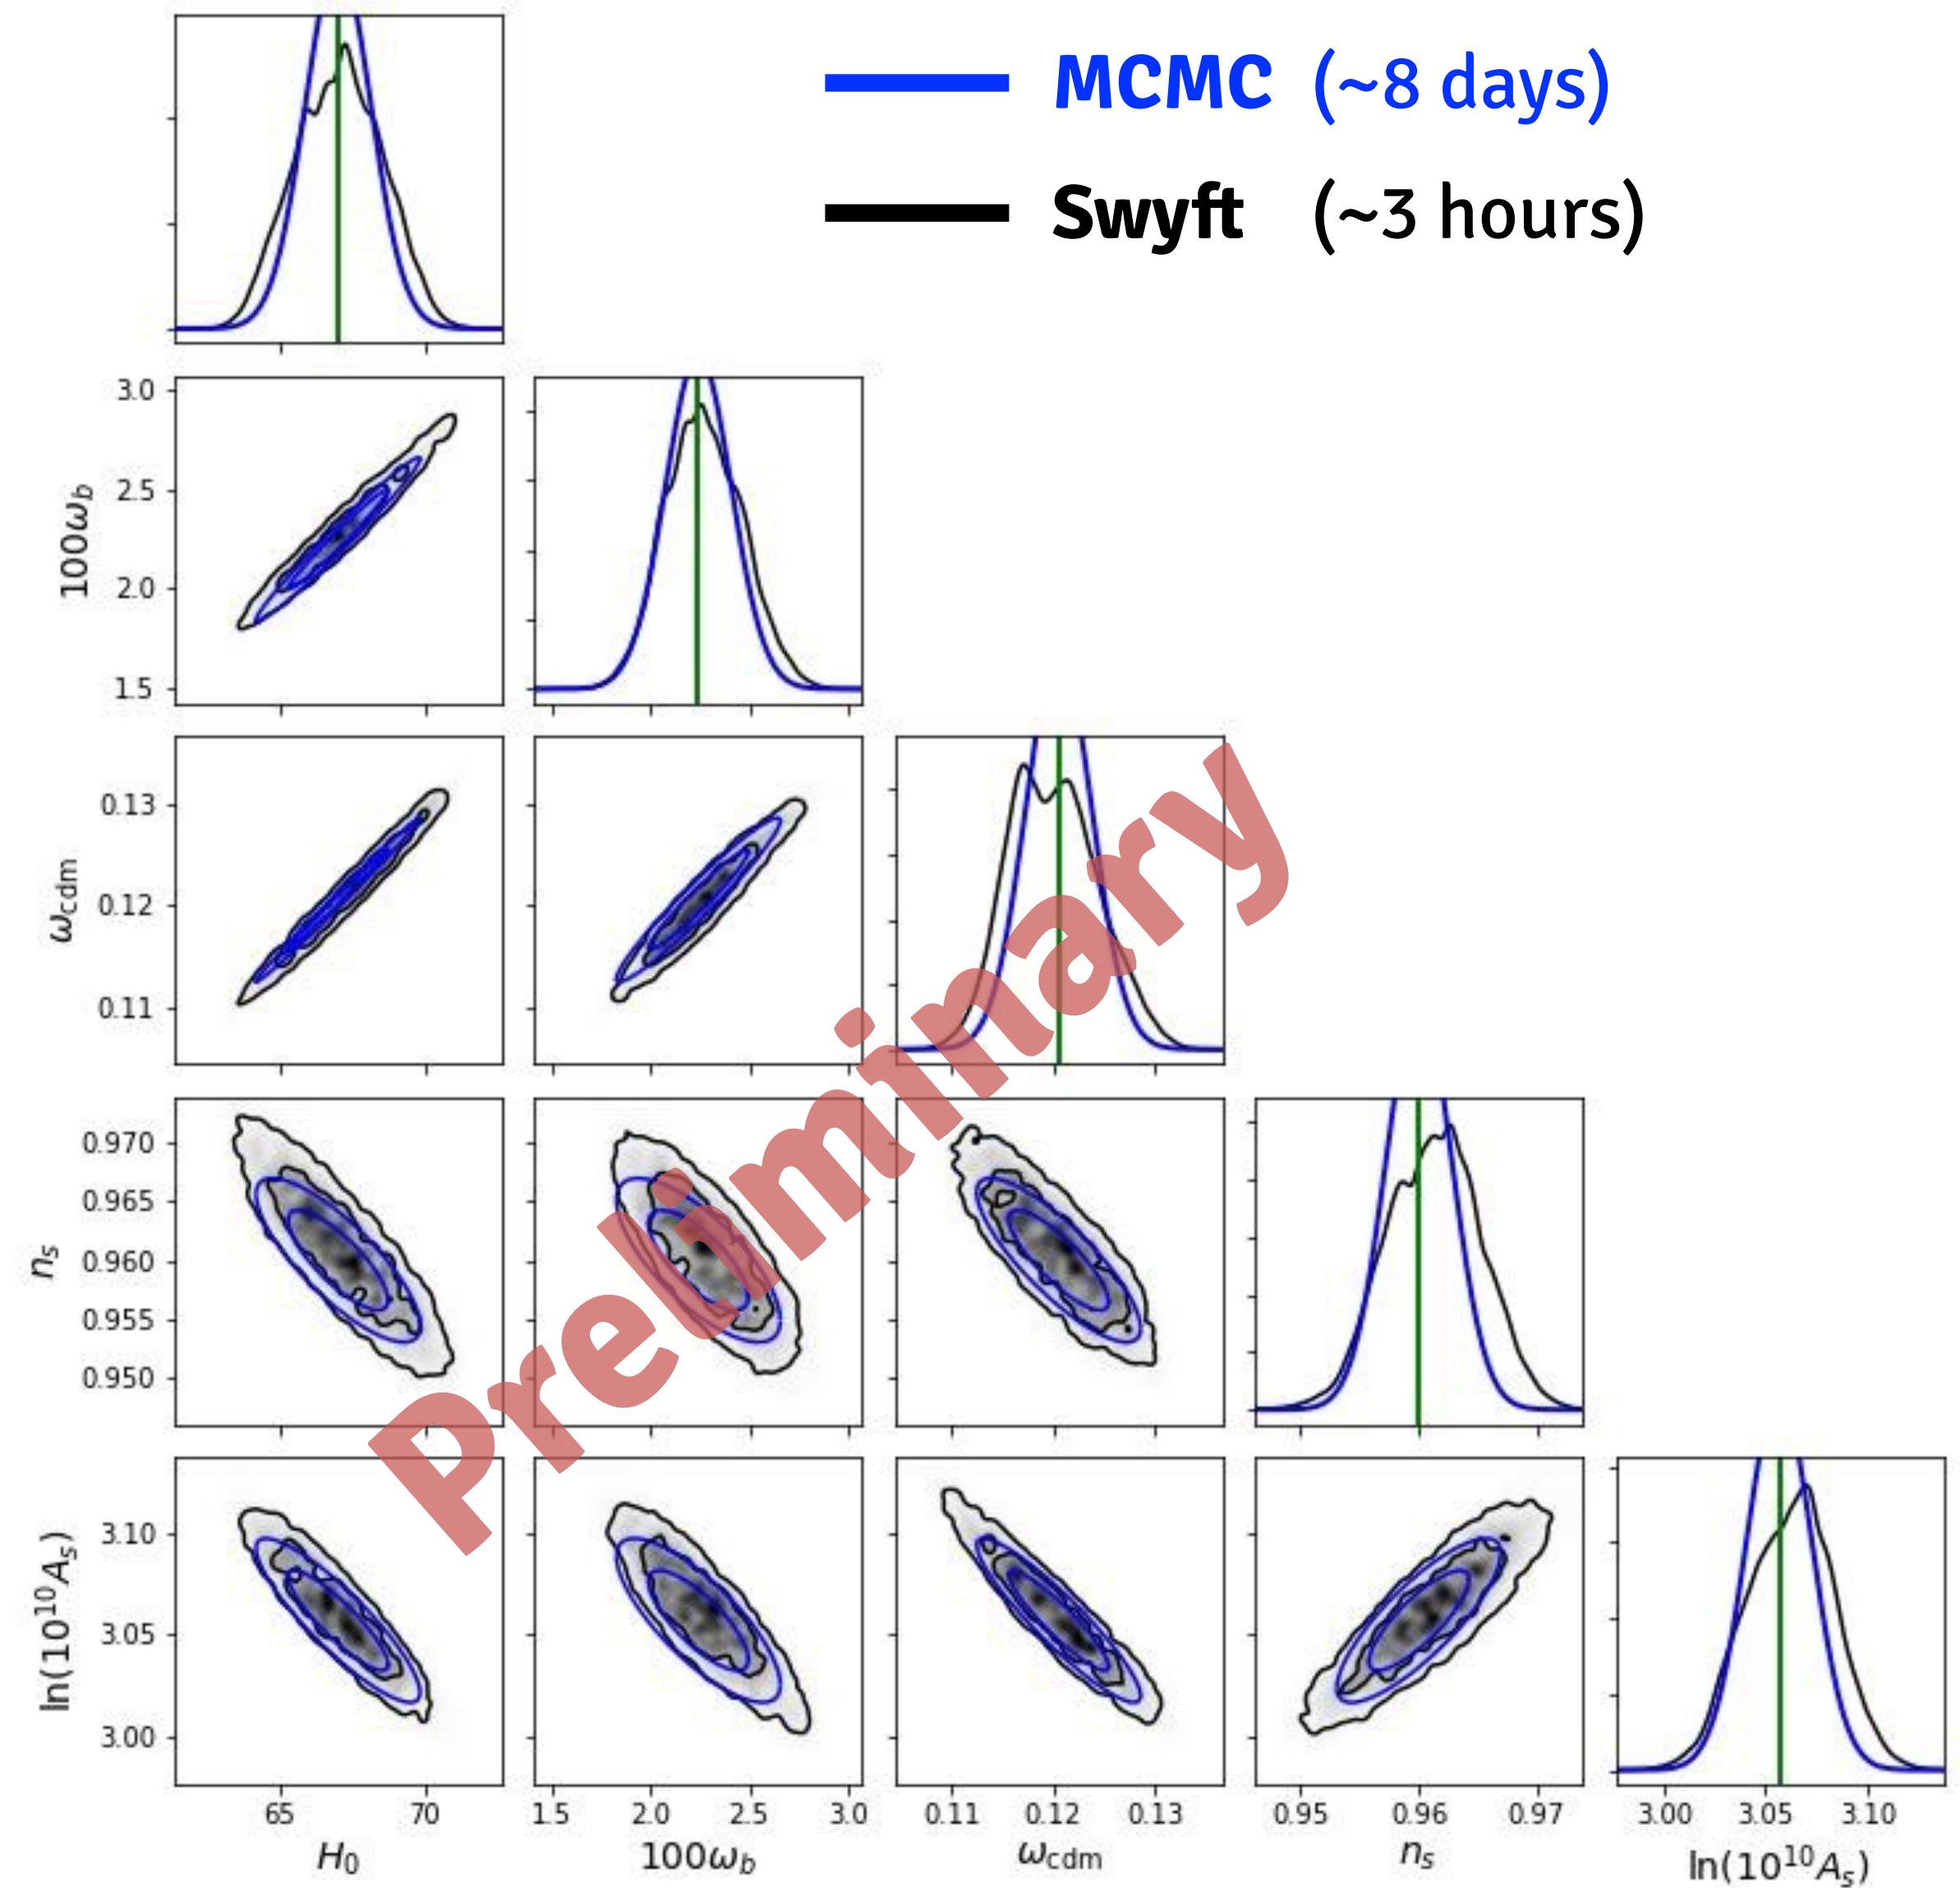 MCMC (~8 days)
Swyft (~3 hours)
3.0
2.5
2.0
1.5
100ω_b
0.13
0.12
0.11
ω_cdm
0.970
0.965
0.960
0.955
0.950
n_s
3.10
3.05
3.00
ln(10^10 A_s)
Preliminary
65 70
H_0
1.5 2.0 2.5 3.0
100ω_b
0.11 0.12 0.13
ω_cdm
0.95 0.96 0.97
n_s
3.00 3.05 3.10
ln(10^10 A_s)